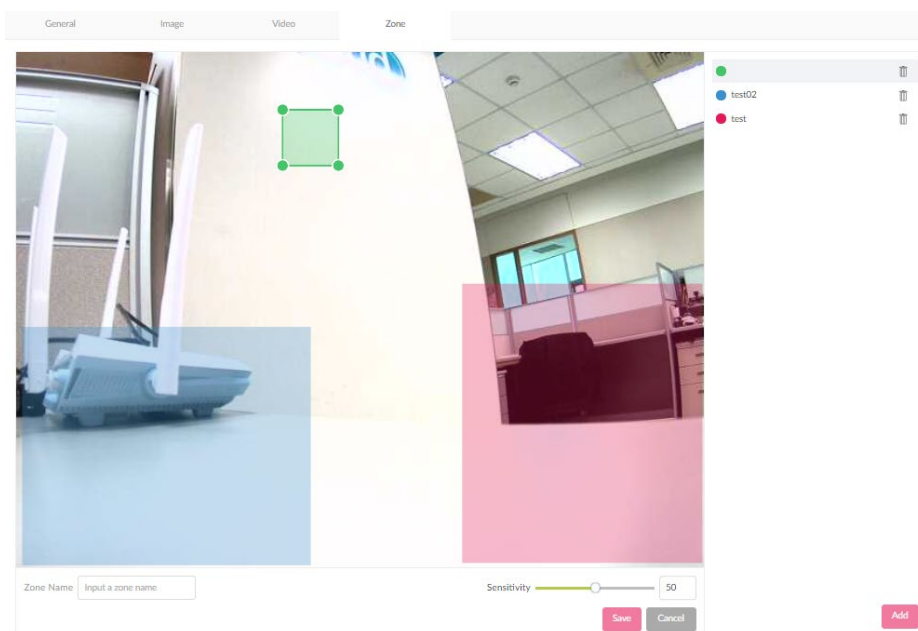 General Image Video Zone
test02
test
Zone Name Input a zone name Sensitivity 50
Save Cancel
Add